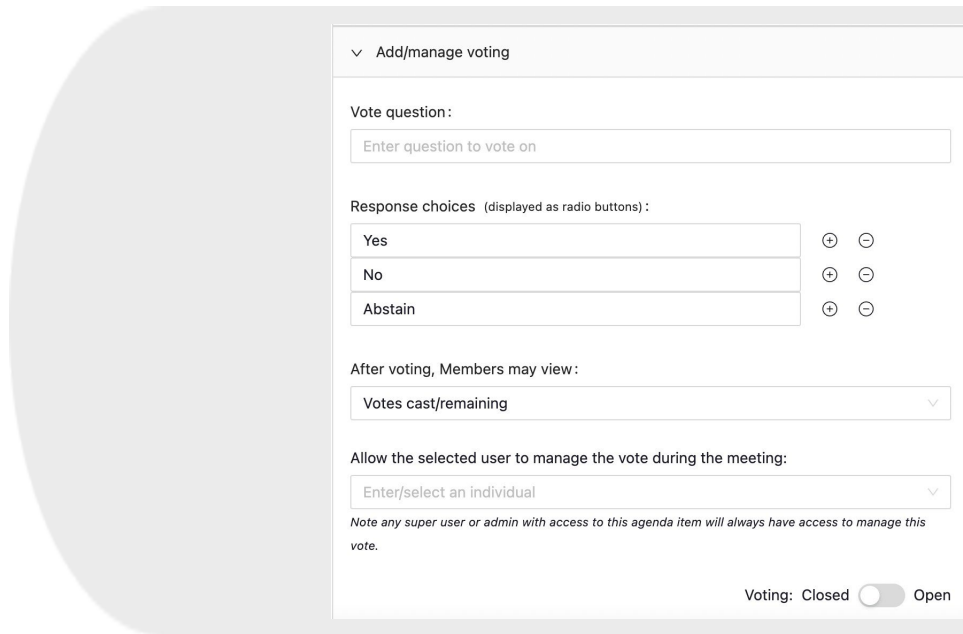 Add/manage voting
Vote question:
Enter question to vote on
Response choices (displayed as radio buttons):
Yes
No
Abstain
After voting, Members may view:
Votes cast/remaining
Allow the selected user to manage the vote during the meeting:
Enter/select an individual
Note any super user or admin with access to this agenda item will always have access to manage this
vote.
Voting: Closed Open